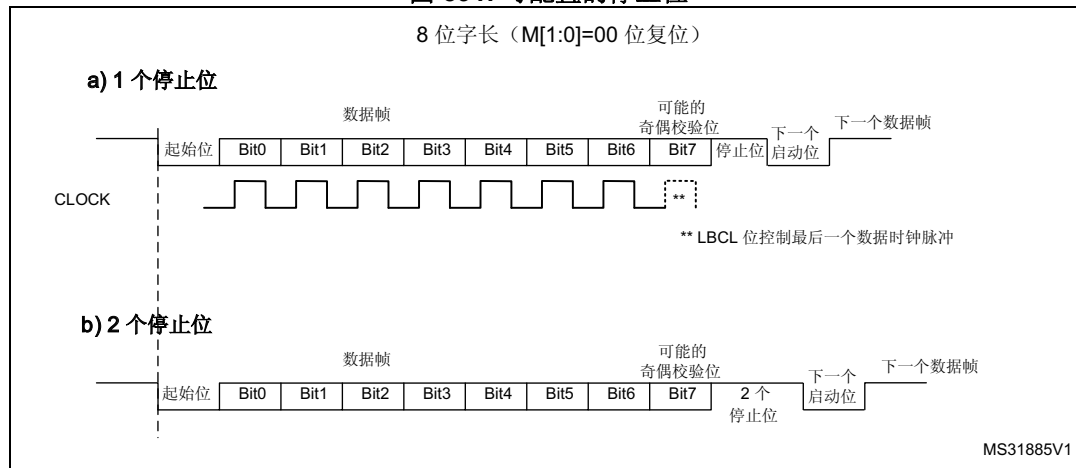 8 位字长（M[1:0]=00 位复位）
a) 1 个停止位
数据帧
可能的
奇偶校验位
下一个数据帧
起始位 Bit0 Bit1 Bit2 Bit3 Bit4 Bit5 Bit6 Bit7 停止位
下一个
启动位
CLOCK
**
** LBCL 位控制最后一个数据时钟脉冲
b) 2 个停止位
数据帧
可能的
奇偶校验位
下一个数据帧
起始位 Bit0 Bit1 Bit2 Bit3 Bit4 Bit5 Bit6 Bit7
2 个
停止位
下一个
启动位
MS31885V1